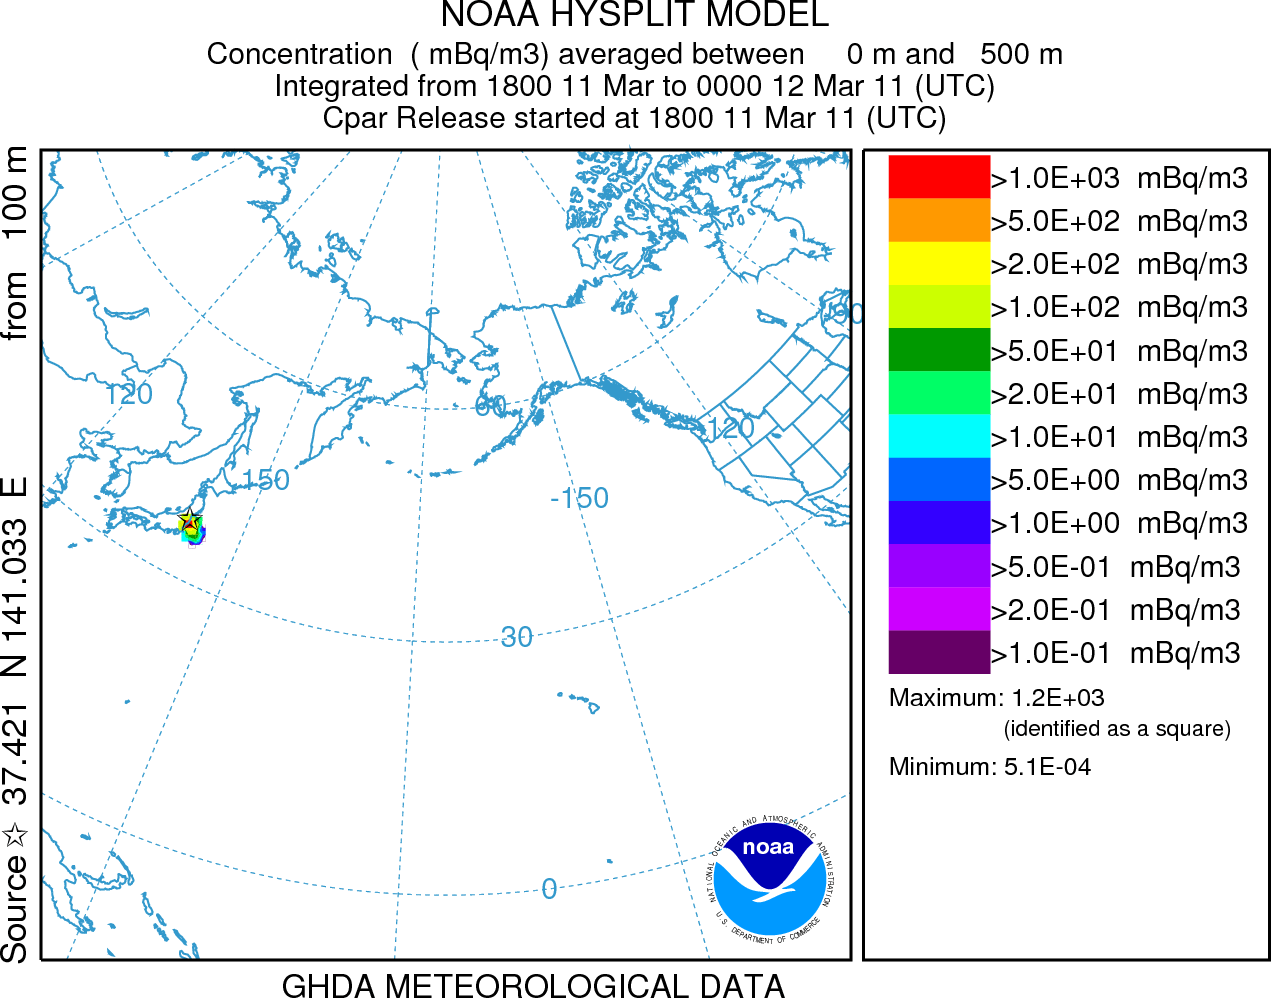 NOAA HYSPLIT MODEL
Concentration ( mBq/m3) averaged between 0 m and 500 m
Integrated from 1800 11 Mar to 0000 12 Mar 11 (UTC)
Cpar Release started at 1800 11 Mar 11 (UTC)
Source ☆ 37.421 N 141.033 E from 100 m
120
150
60
-150
-120
30
0
>1.0E+03 mBq/m3
>5.0E+02 mBq/m3
>2.0E+02 mBq/m3
>1.0E+02 mBq/m3
>5.0E+01 mBq/m3
>2.0E+01 mBq/m3
>1.0E+01 mBq/m3
>5.0E+00 mBq/m3
>1.0E+00 mBq/m3
>5.0E-01 mBq/m3
>2.0E-01 mBq/m3
>1.0E-01 mBq/m3
Maximum: 1.2E+03
(identified as a square)
Minimum: 5.1E-04
NATIONAL OCEANIC AND ATMOSPHERIC ADMINISTRATION
noaa
U.S. DEPARTMENT OF COMMERCE
GHDA METEOROLOGICAL DATA